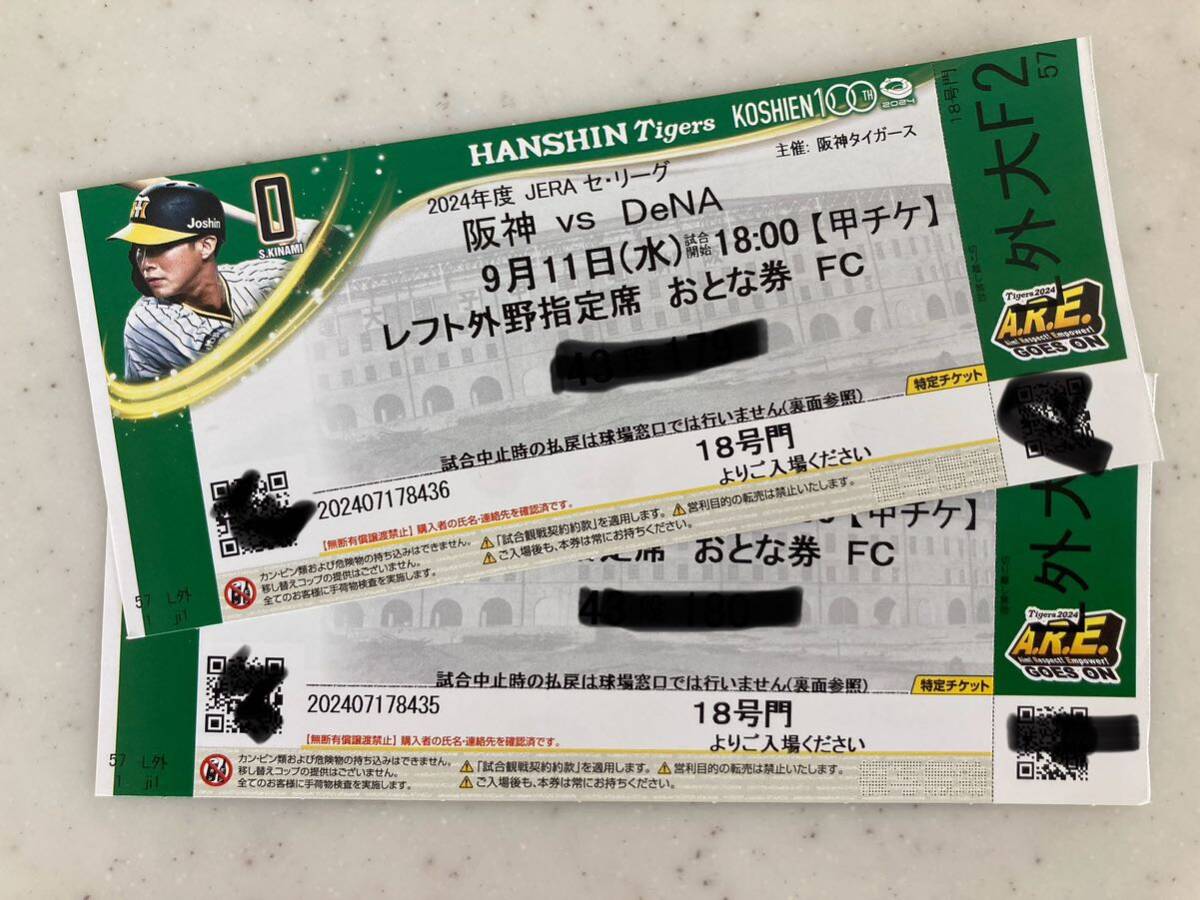 HANSHIN Tigers KOSHIEN 100TH 2024
主催: 阪神タイガース
2024年度 JERA セ・リーグ
阪神 vs DeNA
9月11日(水) 試合開始 18:00【甲チケ】
レフト外野指定席 おとな券 FC
Joshin
0
S.KINAMI
特定チケット
試合中止時の払戻は球場窓口では行いません(裏面参照)
18号門
よりご入場ください
202407178436
【無断有償譲渡禁止】購入者の氏名・連絡先を確認済です。
カン・ビン類および危険物の持ち込みはできません。
移し替えコップの提供はございません。
全てのお客様に手荷物検査を実施します。
「試合観戦契約約款」を適用します。
営利目的の転売は禁止いたします。
ご入場後も、本券は常にお持ちください。
57 L外
1 ji1
18号門
L外大F2
57
Tigers 2024
A.R.E.
Aim! Respect! Empower!
GOES ON
【甲チケ】
指定席 おとな券 FC
特定チケット
試合中止時の払戻は球場窓口では行いません(裏面参照)
18号門
よりご入場ください
202407178435
【無断有償譲渡禁止】購入者の氏名・連絡先を確認済です。
カン・ビン類および危険物の持ち込みはできません。
移し替えコップの提供はございません。
全てのお客様に手荷物検査を実施します。
「試合観戦契約約款」を適用します。
営利目的の転売は禁止いたします。
ご入場後も、本券は常にお持ちください。
57 L外
1 ji1
L外
Tigers 2024
A.R.E.
Aim! Respect! Empower!
GOES ON